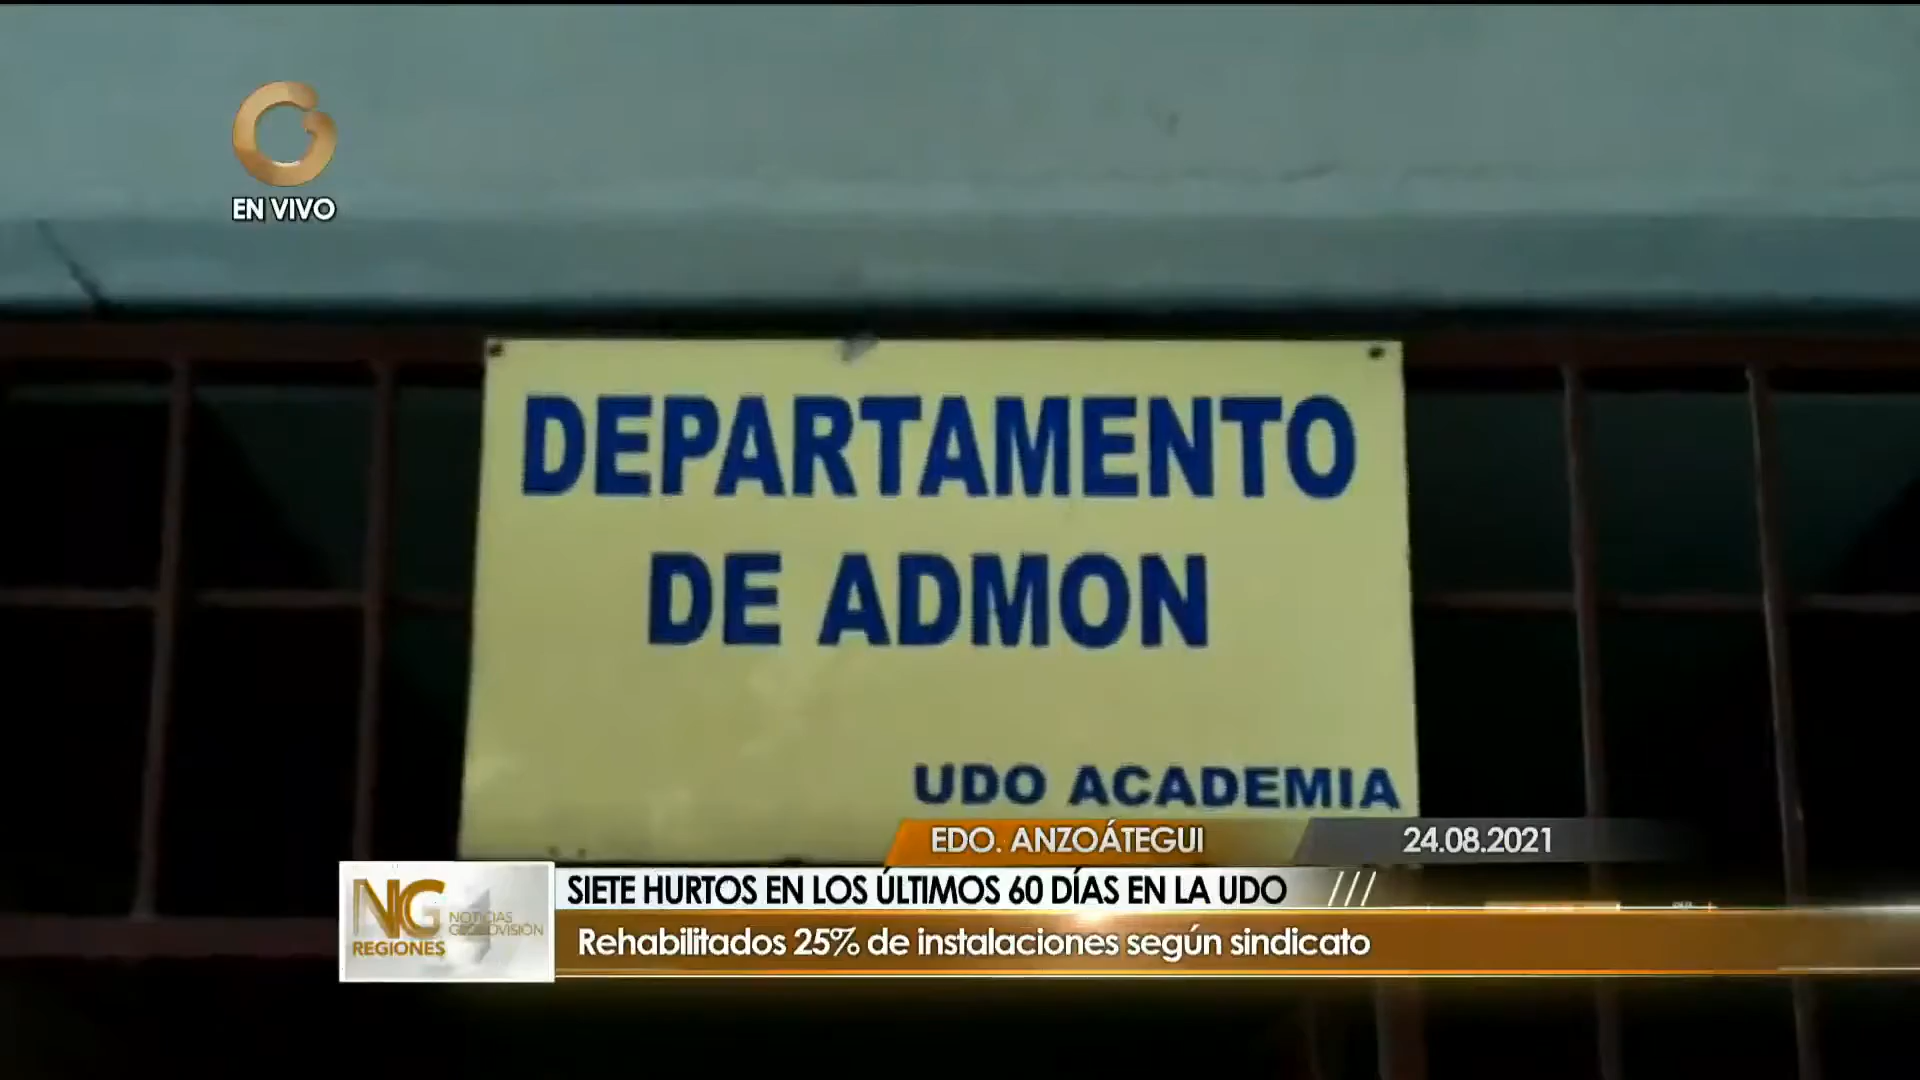 EN VIVO
DEPARTAMENTO
DE ADMON
UDO ACADEMIA
EDO. ANZOÁTEGUI
24.08.2021
NG
NOTICIAS
GLOBOVISIÓN
REGIONES
SIETE HURTOS EN LOS ÚLTIMOS 60 DÍAS EN LA UDO ///
Rehabilitados 25% de instalaciones según sindicato